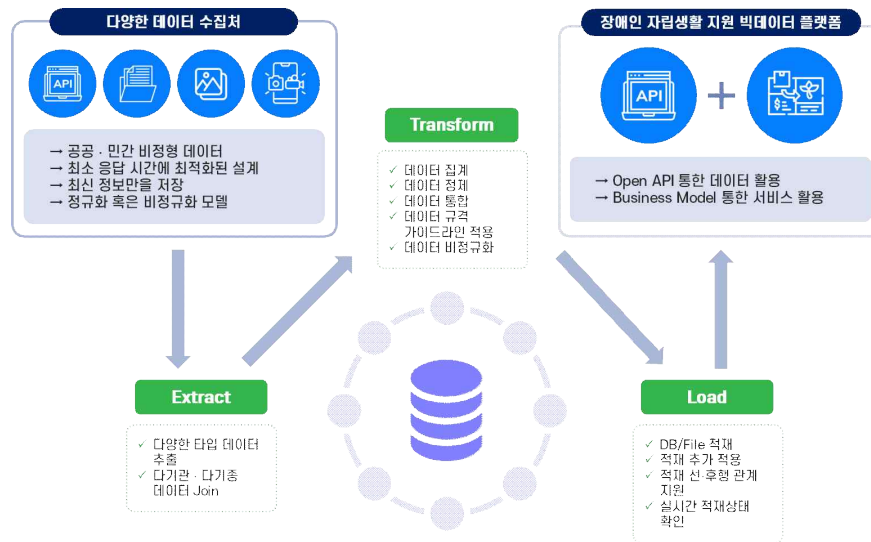 다양한 데이터 수집처
API
→ 공공 · 민간 비정형 데이터
→ 최소 응답 시간에 최적화된 설계
→ 최신 정보만을 저장
→ 정규화 혹은 비정규화 모델
Extract
✓ 다양한 타입 데이터
추출
✓ 다기관 · 다기종
데이터 Join
Transform
✓ 데이터 집계
✓ 데이터 정제
✓ 데이터 통합
✓ 데이터 규격
가이드라인 적용
✓ 데이터 비정규화
Load
✓ DB/File 적재
✓ 적재 추가 적용
✓ 적재 선·후행 관계
지원
✓ 실시간 적재상태
확인
장애인 자립생활 지원 빅데이터 플랫폼
API
+
→ Open API 통한 데이터 활용
→ Business Model 통한 서비스 활용